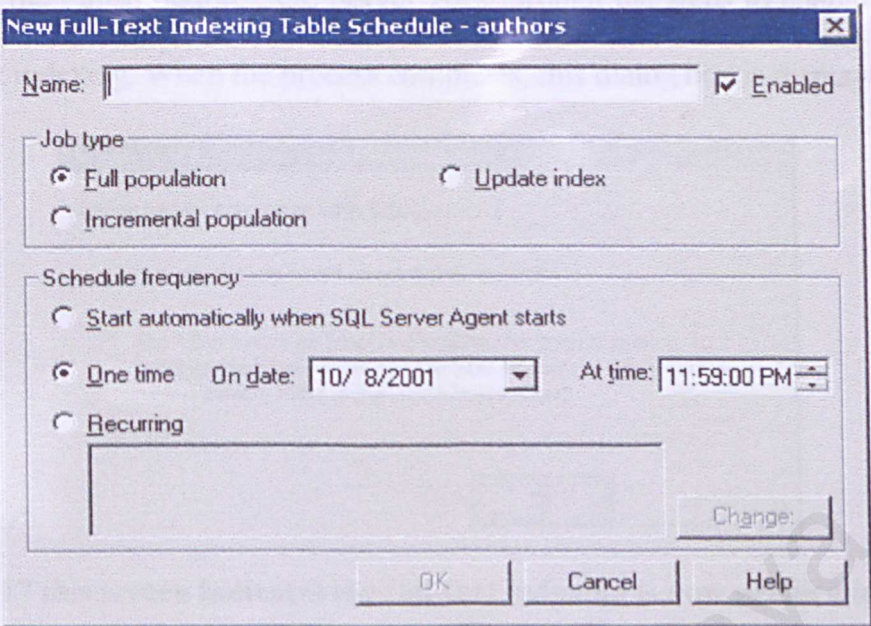 New Full-Text Indexing Table Schedule - authors
Name: Enabled
Job type
Full population Update index
Incremental population
Schedule frequency
Start automatically when SQL Server Agent starts
One time On date: 10/ 8/2001 At time: 11:59:00 PM
Recurring
Change:
OK Cancel Help